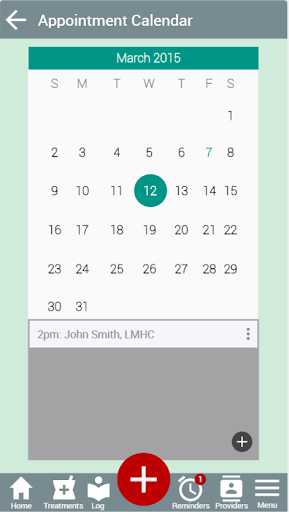 Appointment Calendar
March 2015
S M T W T F S
1
2 3 4 5 6 7 8
9 10 11 12 13 14 15
16 17 18 19 20 21 22
23 24 25 26 27 28 29
30 31
2pm: John Smith, LMHC
1
Home Treatments Log Reminders Providers Menu